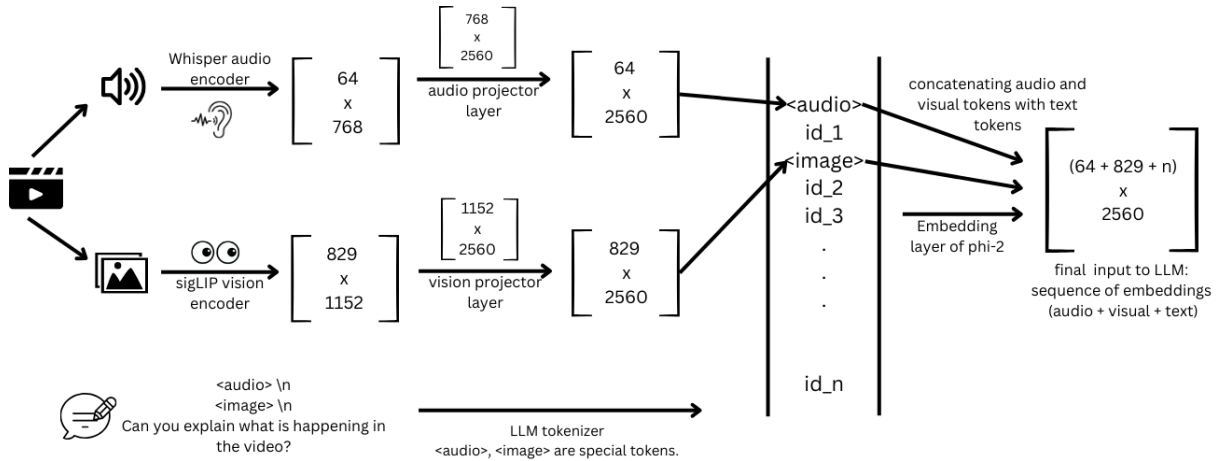 Whisper audio
encoder
64
x
768
768
x
2560
audio projector
layer
64
x
2560
sigLIP vision
encoder
829
x
1152
1152
x
2560
vision projector
layer
829
x
2560
<audio> \n
<image> \n
Can you explain what is happening in
the video?
LLM tokenizer
<audio>, <image> are special tokens.
<audio>
id_1
<image>
id_2
id_3
.
.
.
id_n
concatenating audio and
visual tokens with text
tokens
Embedding
layer of phi-2
(64 + 829 + n)
x
2560
final input to LLM:
sequence of embeddings
(audio + visual + text)